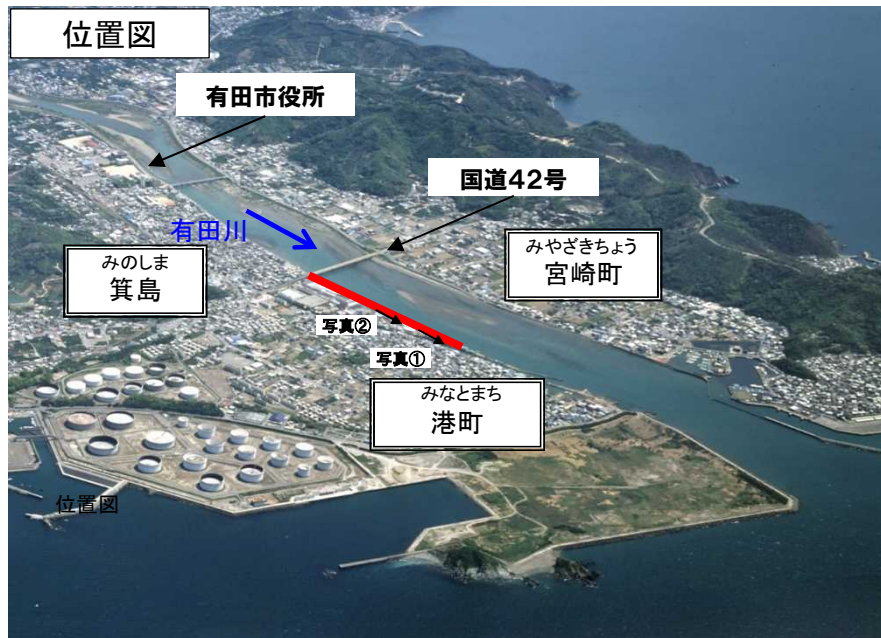 位置図
有田市役所
国道42号
有田川
みのしま
箕島
みやざきちょう
宮崎町
写真②
写真①
みなとまち
港町
位置図